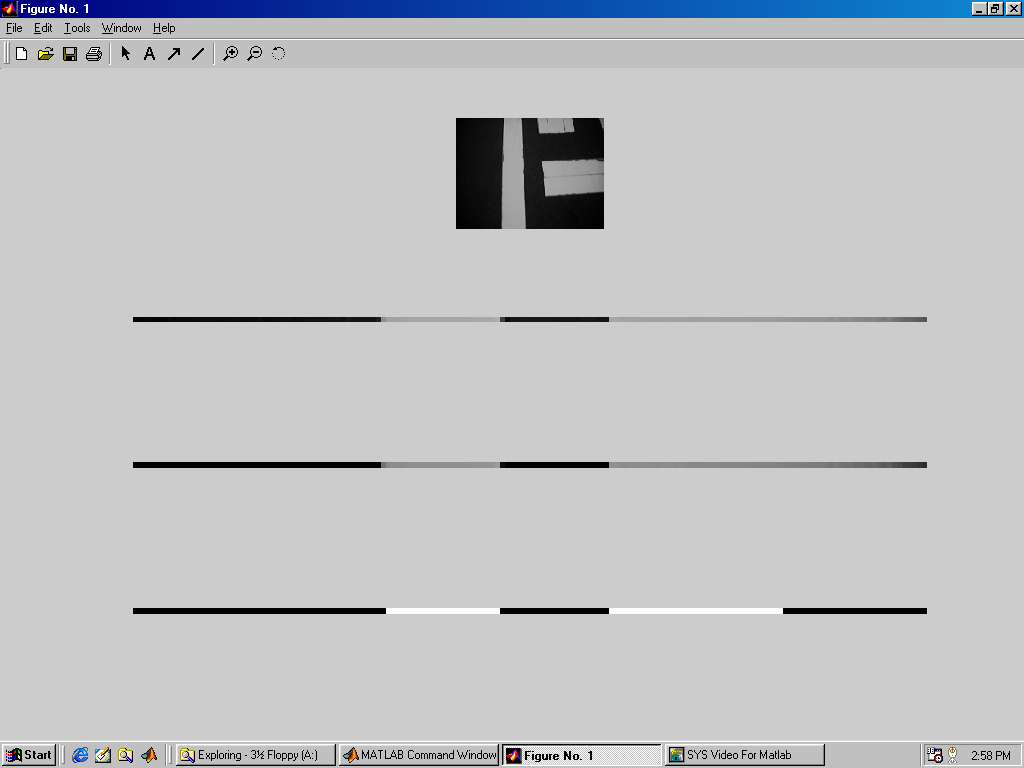 Figure No. 1
File Edit Tools Window Help
A
Start Exploring - 3½ Floppy (A:) MATLAB Command Window Figure No. 1 SYS Video For Matlab 2:58 PM